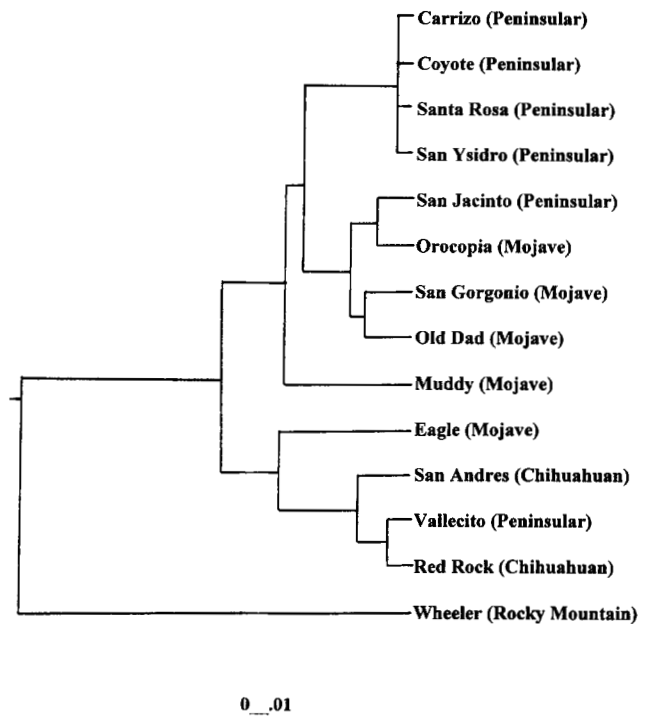 Carrizo (Peninsular)
Coyote (Peninsular)
Santa Rosa (Peninsular)
San Ysidro (Peninsular)
San Jacinto (Peninsular)
Orocopia (Mojave)
San Gorgonio (Mojave)
Old Dad (Mojave)
Muddy (Mojave)
Eagle (Mojave)
San Andres (Chihuahuan)
Vallecito (Peninsular)
Red Rock (Chihuahuan)
Wheeler (Rocky Mountain)
0__.01